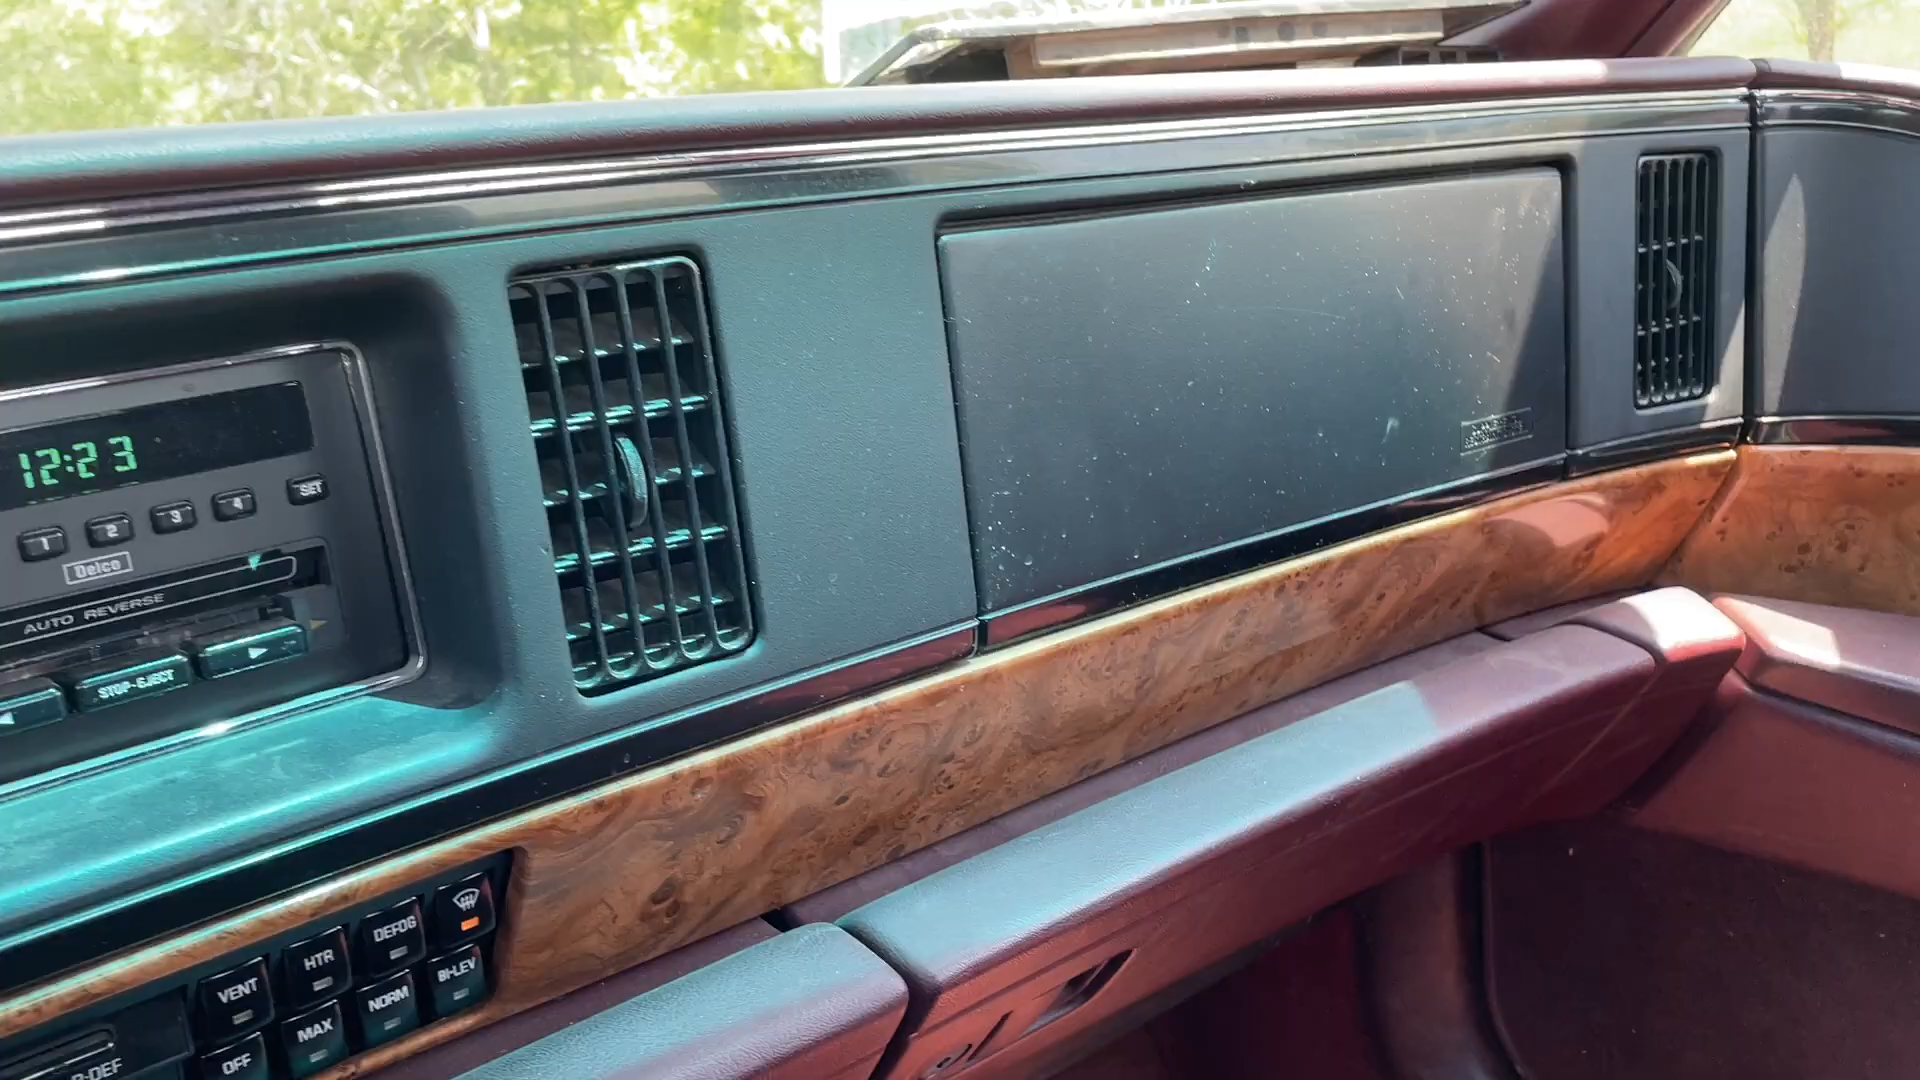 12:23
1 2 3 4 SET
Delco
AUTO REVERSE
STOP-EJECT
VENT HTR DEFOG
OFF MAX NORM BI-LEV
-DEF